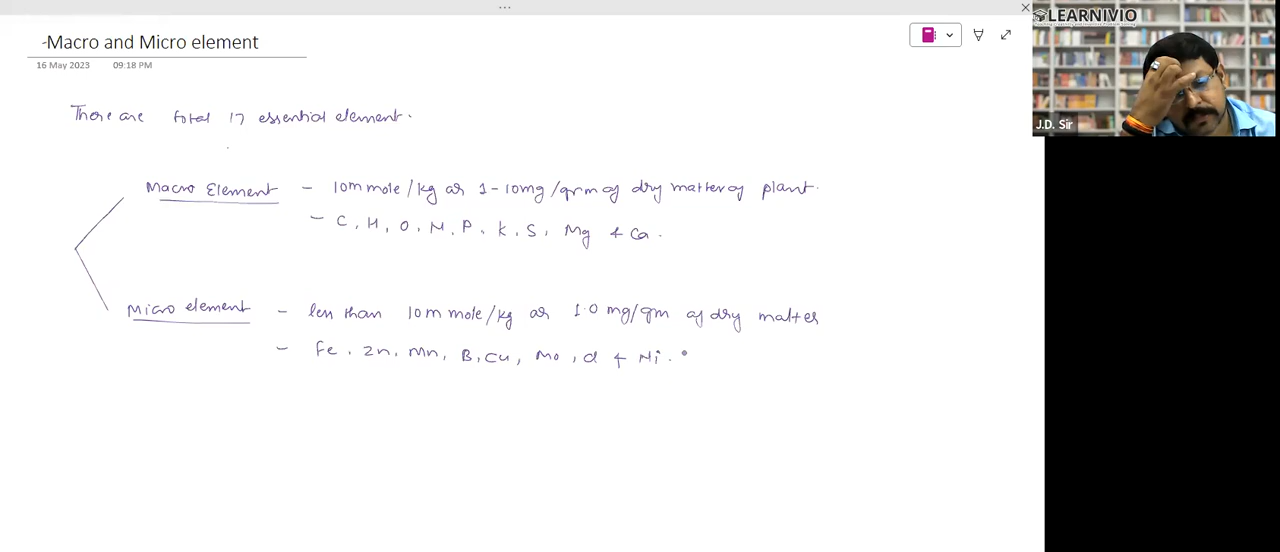 LEARNIVIO
-Macro and Micro element
16 May 2023 09:18 PM
There are total 17 essential element.
Macro Element - 10m mole/kg or 1-10mg/grm of dry matter of plant.
- C, H, O, N, P, K, S, Mg & Ca.
Micro element - less than 10m mole/kg or 1.0 mg/gm of dry matter
- Fe, Zn, Mn, B, Cu, Mo, Cl & Ni.
J.D. Sir